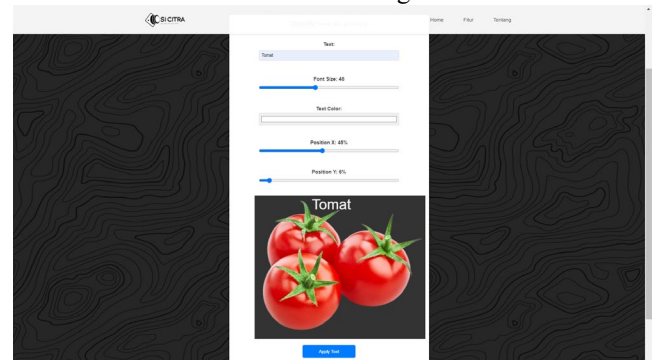 SI CITRA
Home Fitur Tentang
Text:
Tomat
Font Size: 40
Text Color:
Position X: 45%
Position Y: 6%
Tomat
Apply Text